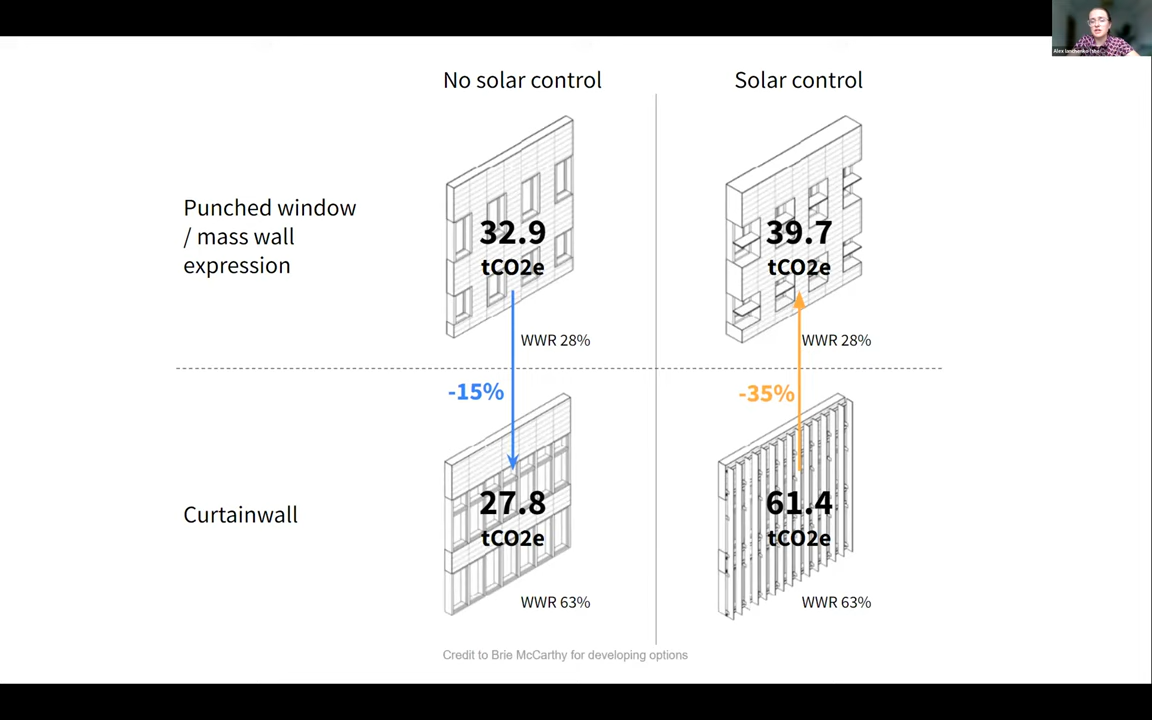 Alex Ianchenko
No solar control
Solar control
Punched window
/ mass wall
expression
32.9
tCO2e
WWR 28%
39.7
tCO2e
WWR 28%
-15%
-35%
Curtainwall
27.8
tCO2e
WWR 63%
61.4
tCO2e
WWR 63%
Credit to Brie McCarthy for developing options